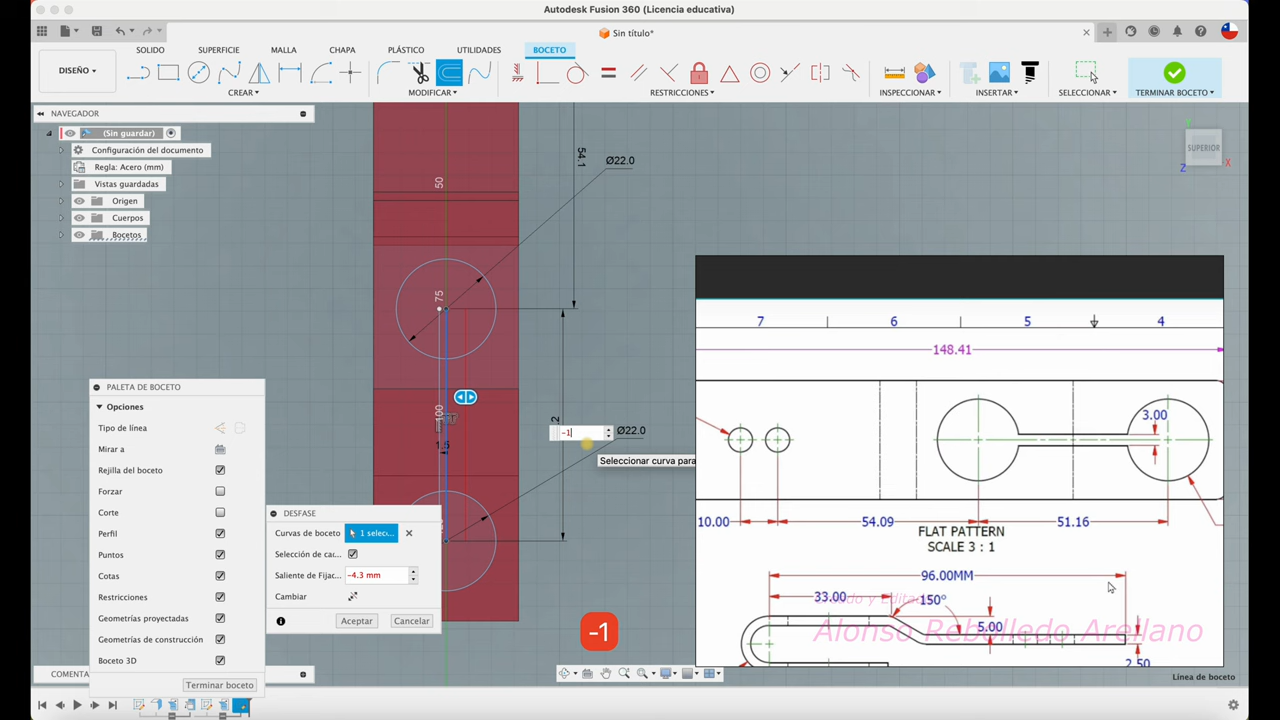 Autodesk Fusion 360 (Licencia educativa)
Sin título*
DISEÑO
SOLIDO
SUPERFICIE
MALLA
CHAPA
PLÁSTICO
UTILIDADES
BOCETO
CREAR
MODIFICAR
RESTRICCIONES
INSPECCIONAR
INSERTAR
SELECCIONAR
TERMINAR BOCETO
NAVEGADOR
(Sin guardar)
Configuración del documento
Regla: Acero (mm)
Vistas guardadas
Origen
Cuerpos
Bocetos
SUPERIOR
Y
X
Z
50
54.1
Ø22.0
75
100
1.5
.2
-1
Ø22.0
Seleccionar curva para
PALETA DE BOCETO
Opciones
Tipo de línea
Mirar a
Rejilla del boceto
Forzar
Corte
Perfil
Puntos
Cotas
Restricciones
Geometrías proyectadas
Geometrías de construcción
Boceto 3D
Terminar boceto
DESFASE
Curvas de boceto
1 selec...
Selección de ca...
Saliente de Fijac...
-4.3 mm
Cambiar
Aceptar
Cancelar
-1
7
6
5
4
148.41
3.00
10.00
54.09
51.16
FLAT PATTERN
SCALE 3 : 1
96.00MM
33.00
150°
5.00
2.50
Alonso Rebolledo Arellano
COMENTA
Línea de boceto